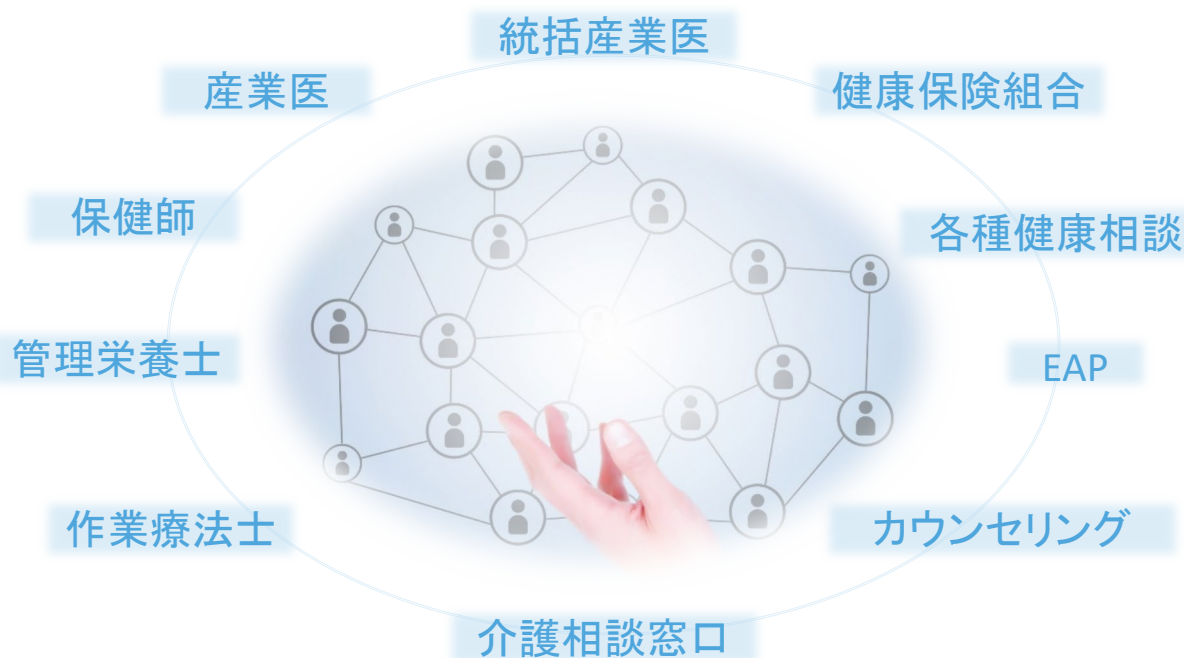 統括産業医
産業医
健康保険組合
保健師
各種健康相談
管理栄養士
EAP
作業療法士
カウンセリング
介護相談窓口